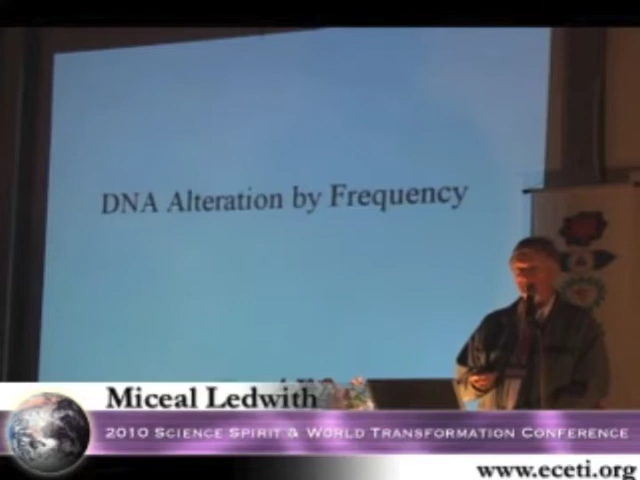 DNA Alteration by Frequency
Miceal Ledwith
2010 Science Spirit & World Transformation Conference
www.eceti.org